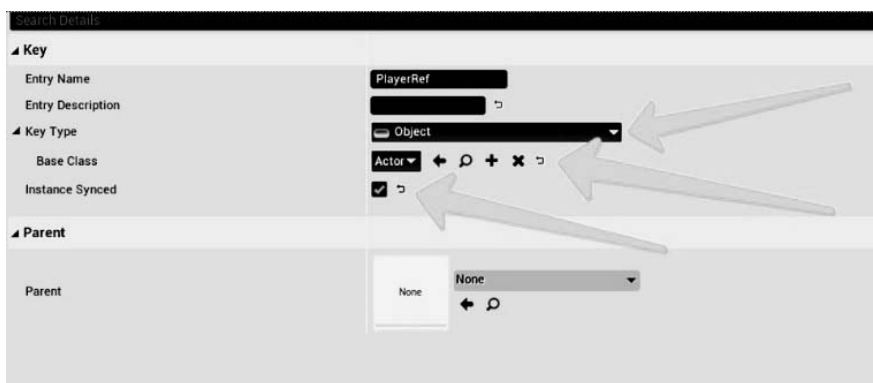 Search Details
Key
Entry Name PlayerRef
Entry Description
Key Type Object
Base Class Actor
Instance Synced
Parent
Parent None None